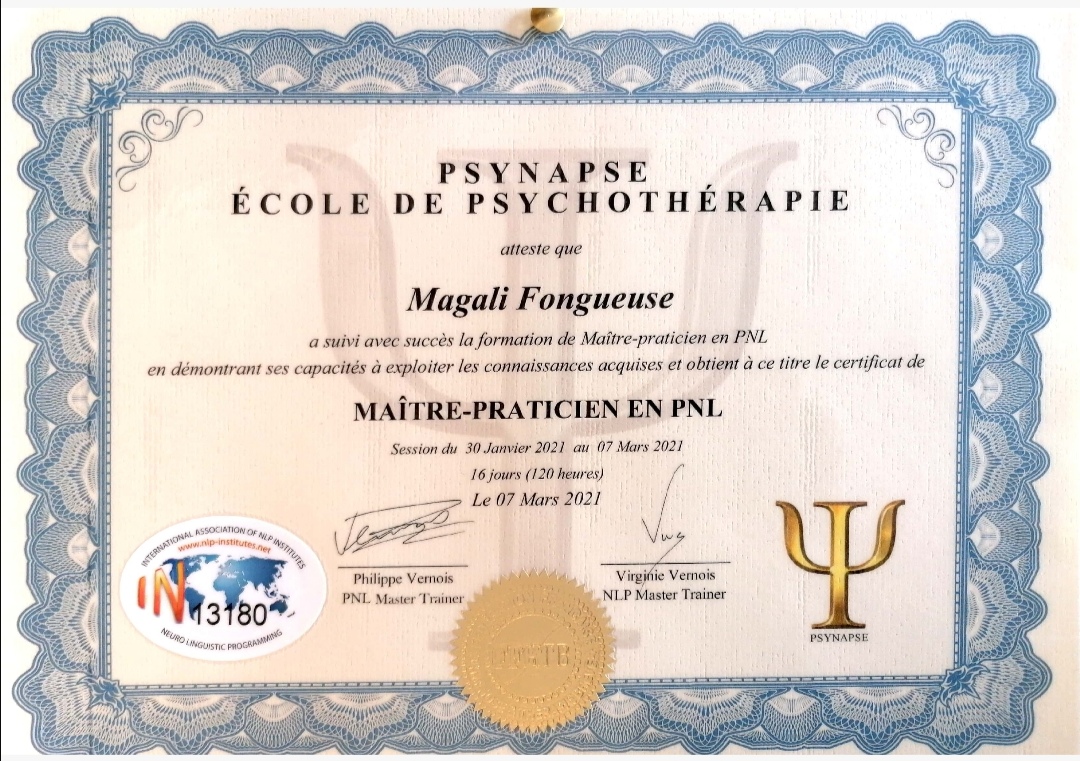 PSYNAPSE
ÉCOLE DE PSYCHOTHÉRAPIE
atteste que
Magali Fongueuse
a suivi avec succès la formation de Maître-praticien en PNL
en démontrant ses capacités à exploiter les connaissances acquises et obtient à ce titre le certificat de
MAÎTRE-PRATICIEN EN PNL
Session du 30 Janvier 2021 au 07 Mars 2021
16 jours (120 heures)
Le 07 Mars 2021
Philippe Vernois
PNL Master Trainer
Virginie Vernois
NLP Master Trainer
INTERNATIONAL ASSOCIATION OF NLP INSTITUTES
www.nlp-institutes.net
IN
13180
NEURO LINGUISTIC PROGRAMMING
PSYNAPSE